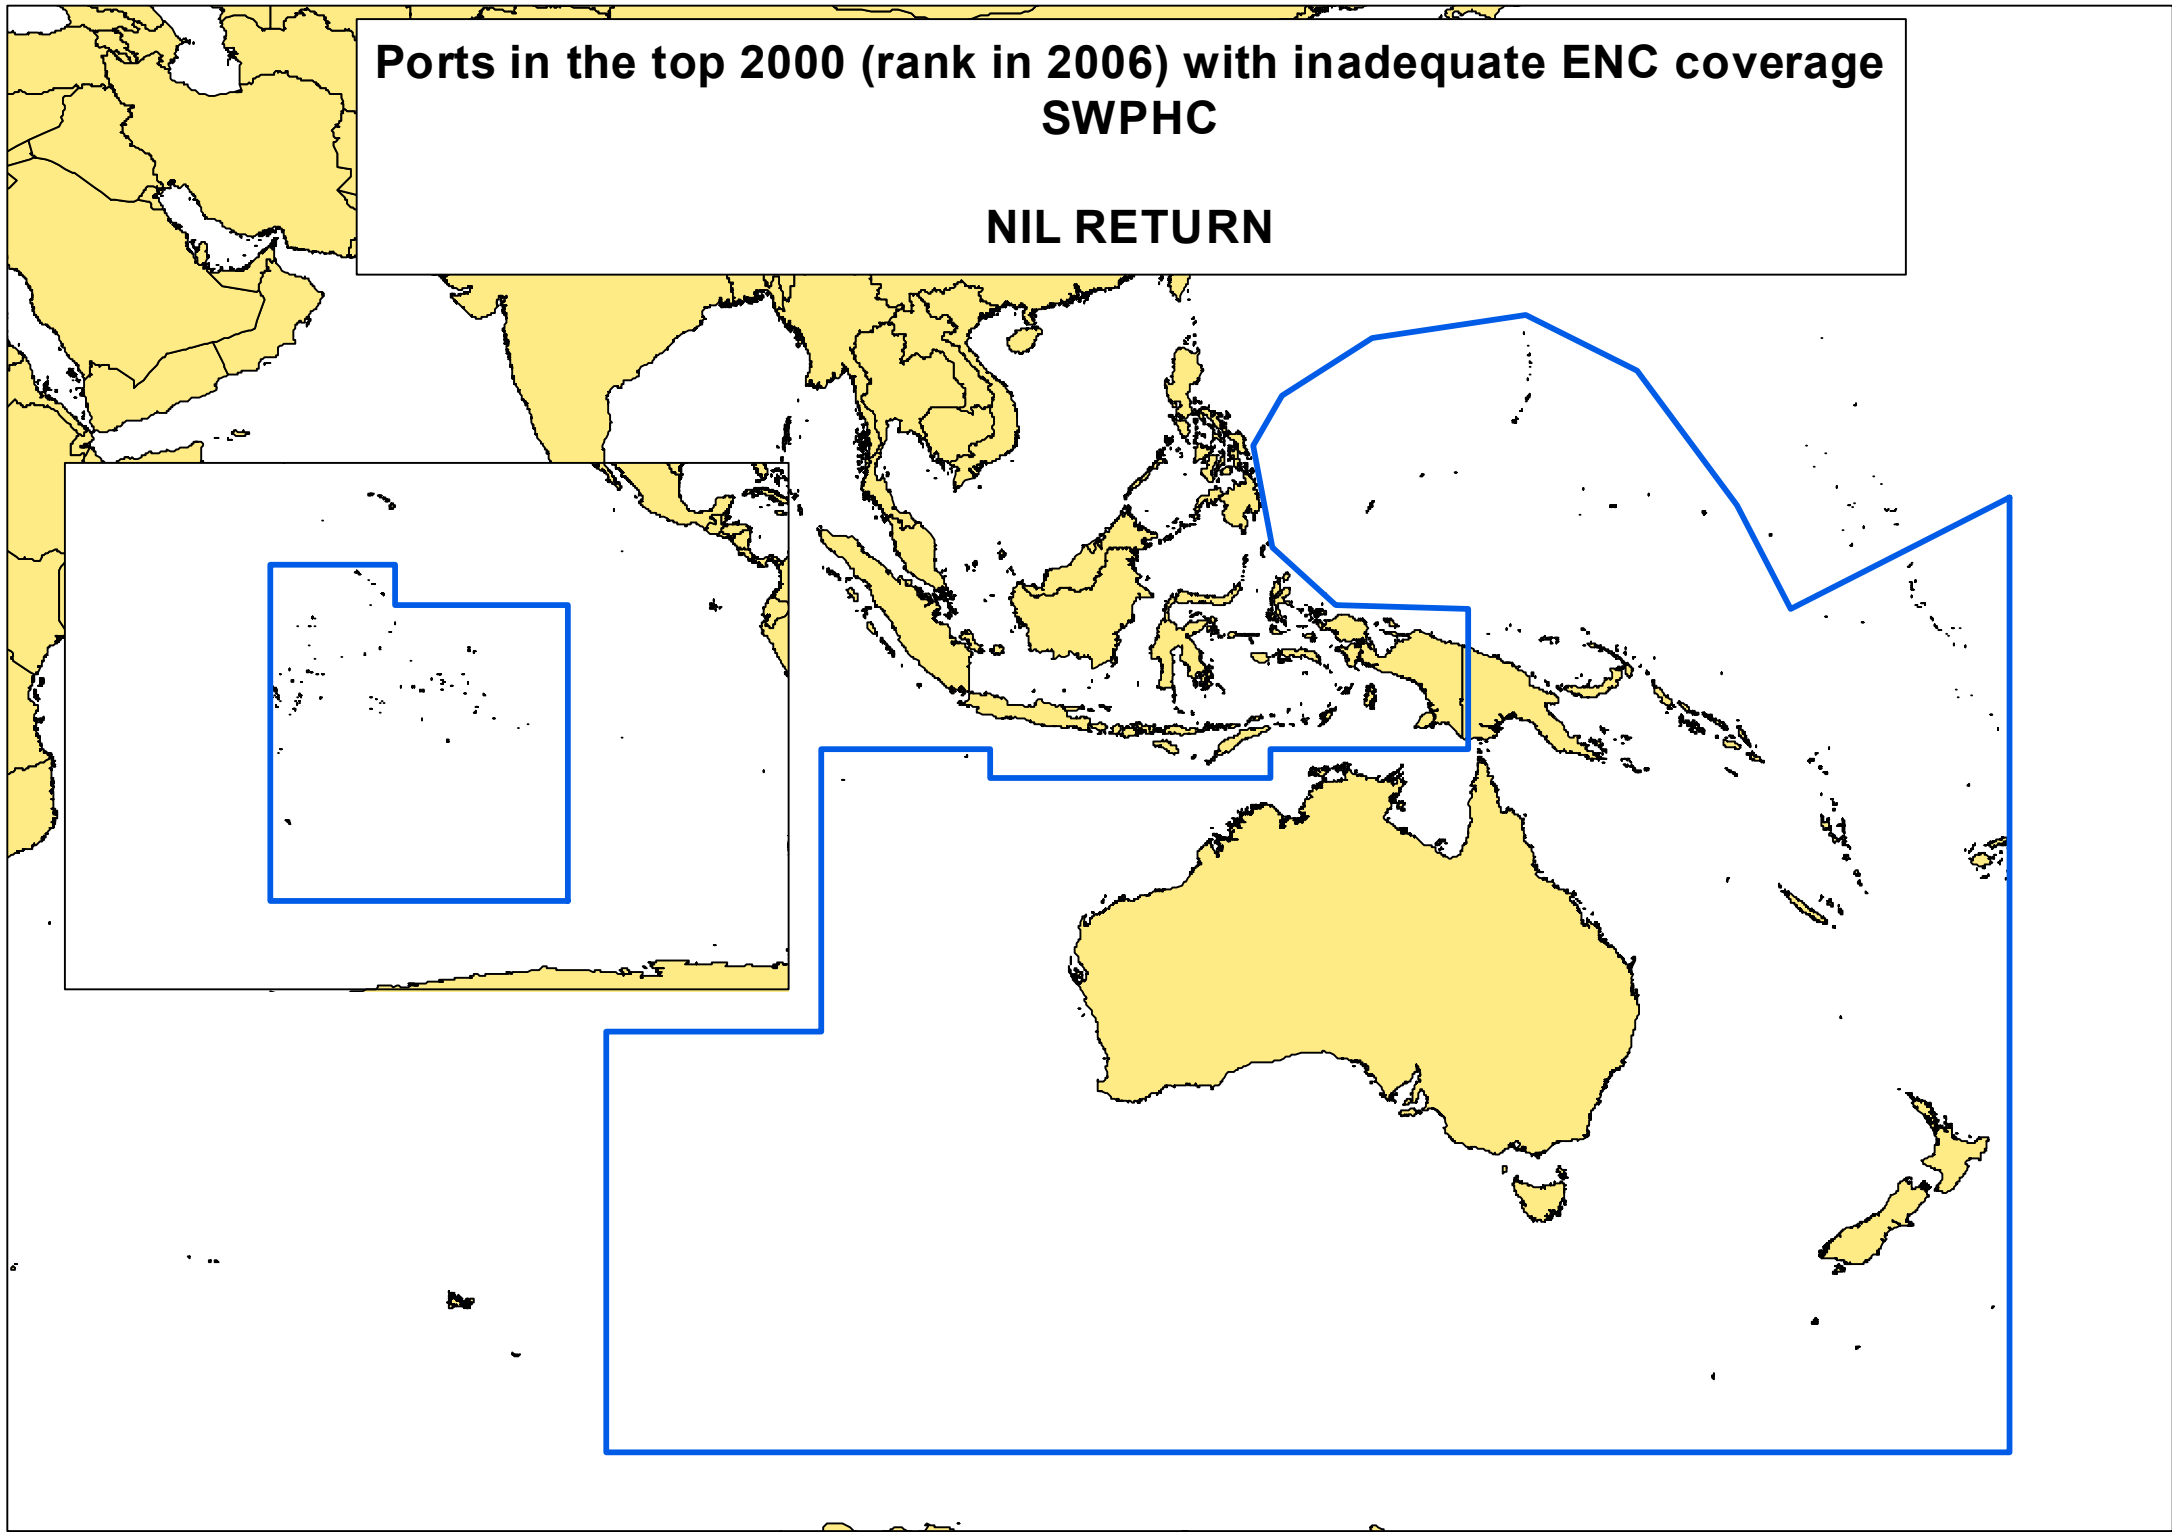 Ports in the top 2000 (rank in 2006) with inadequate ENC coverage
SWPHC
NIL RETURN